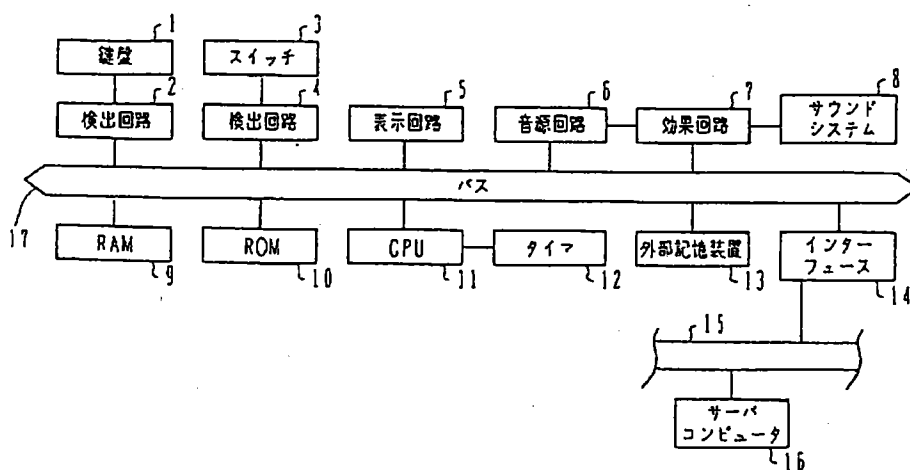 1
鍵盤
3
スイッチ
2
検出回路
4
検出回路
5
表示回路
6
音源回路
7
効果回路
8
サウンド
システム
バス
17
RAM
9
ROM
10
CPU
11
タイマ
12
外部記憶装置
13
インター
フェース
14
15
サーバ
コンピュータ
16